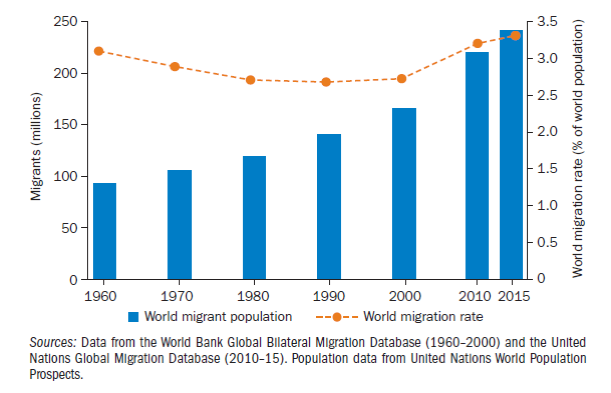 250
200
150
100
50
0
Migrants (millions)
3.5
3.0
2.5
2.0
1.5
1.0
0.5
0
World migration rate (% of world population)
1960 1970 1980 1990 2000 2010 2015
World migrant population World migration rate
Sources: Data from the World Bank Global Bilateral Migration Database (1960–2000) and the United
Nations Global Migration Database (2010–15). Population data from United Nations World Population
Prospects.